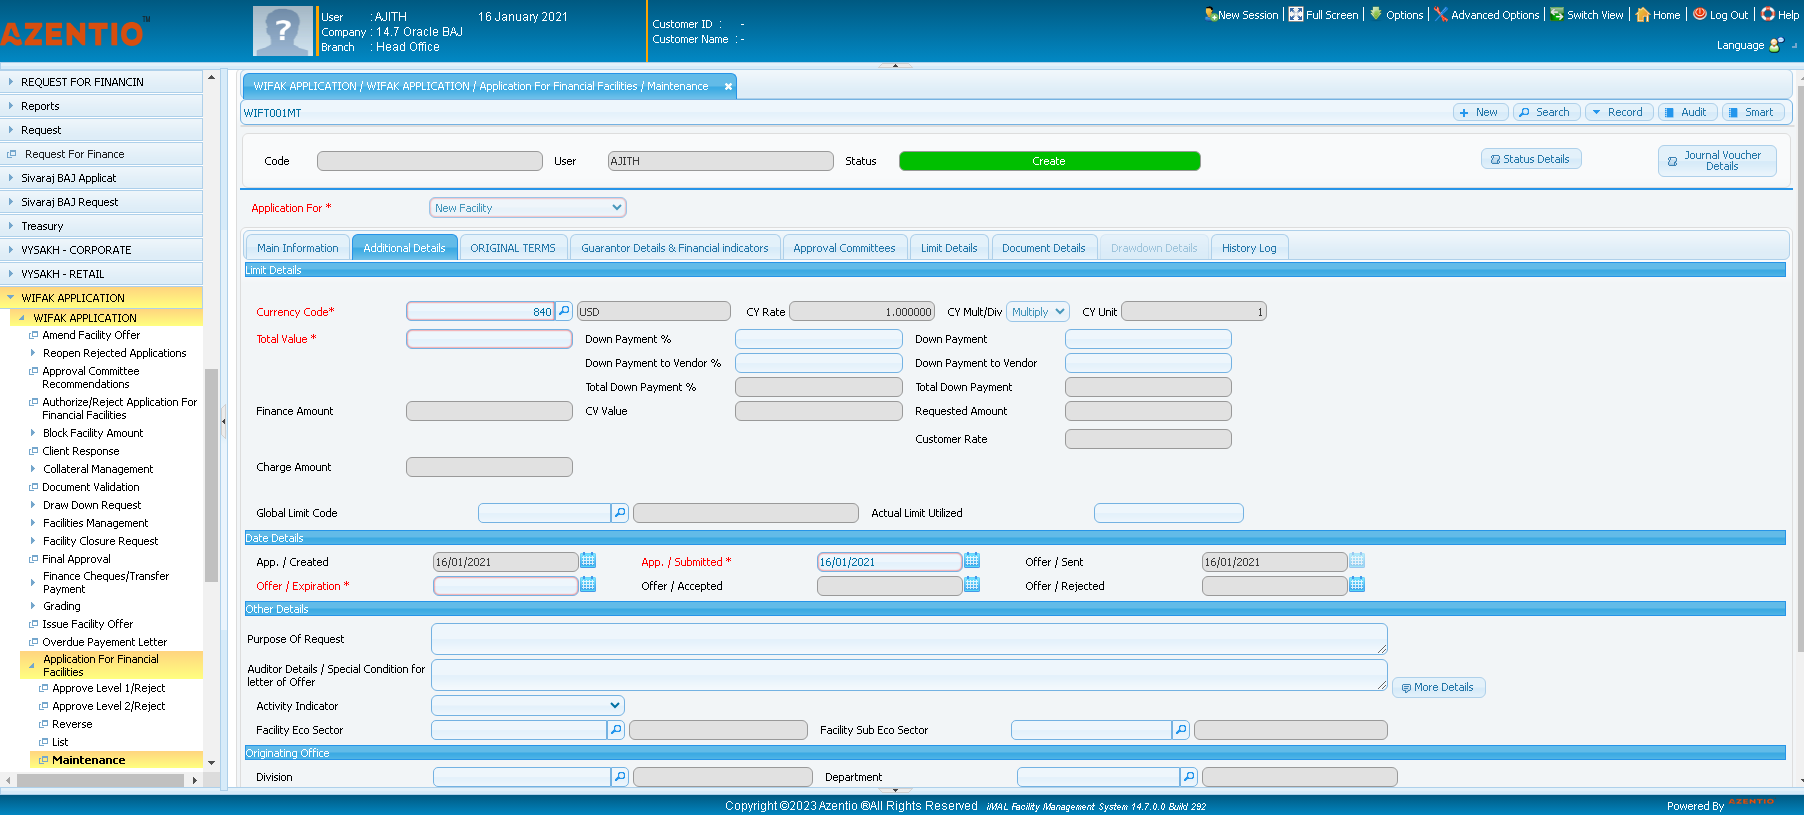 AZENTIO™
User : AJITH 16 January 2021
Company : 14.7 Oracle BAJ
Branch : Head Office
Customer ID : -
Customer Name : -
New Session | Full Screen | Options | Advanced Options | Switch View | Home | Log Out | Help
Language
REQUEST FOR FINANCIN
Reports
Request
Request For Finance
Sivaraj BAJ Applicat
Sivaraj BAJ Request
Treasury
VYSAKH - CORPORATE
VYSAKH - RETAIL
WIFAK APPLICATION
WIFAK APPLICATION
Amend Facility Offer
Reopen Rejected Applications
Approval Committee
Recommendations
Authorize/Reject Application For
Financial Facilities
Block Facility Amount
Client Response
Collateral Management
Document Validation
Draw Down Request
Facilities Management
Facility Closure Request
Final Approval
Finance Cheques/Transfer
Payment
Grading
Issue Facility Offer
Overdue Payement Letter
Application For Financial
Facilities
Approve Level 1/Reject
Approve Level 2/Reject
Reverse
List
Maintenance
WIFAK APPLICATION / WIFAK APPLICATION / Application For Financial Facilities / Maintenance
WIFT001MT
New Search Record Audit Smart
Code User AJITH Status Create Status Details
Journal Voucher
Details
Application For * New Facility
Main Information Additional Details ORIGINAL TERMS Guarantor Details & Financial indicators Approval Committees Limit Details Document Details Drawdown Details History Log
Limit Details
Currency Code* 840 USD CY Rate 1.000000 CY Mult/Div Multiply CY Unit 1
Total Value * Down Payment % Down Payment
Down Payment to Vendor % Down Payment to Vendor
Total Down Payment % Total Down Payment
Finance Amount CV Value Requested Amount
Customer Rate
Charge Amount
Global Limit Code Actual Limit Utilized
Date Details
App. / Created 16/01/2021 App. / Submitted * 16/01/2021 Offer / Sent 16/01/2021
Offer / Expiration * Offer / Accepted Offer / Rejected
Other Details
Purpose Of Request
Auditor Details / Special Condition for
letter of Offer
More Details
Activity Indicator
Facility Eco Sector Facility Sub Eco Sector
Originating Office
Division Department
Copyright ©2023 Azentio ®All Rights Reserved iMAL Facility Management System 14.7.0.0 Build 292
Powered By AZENTIO